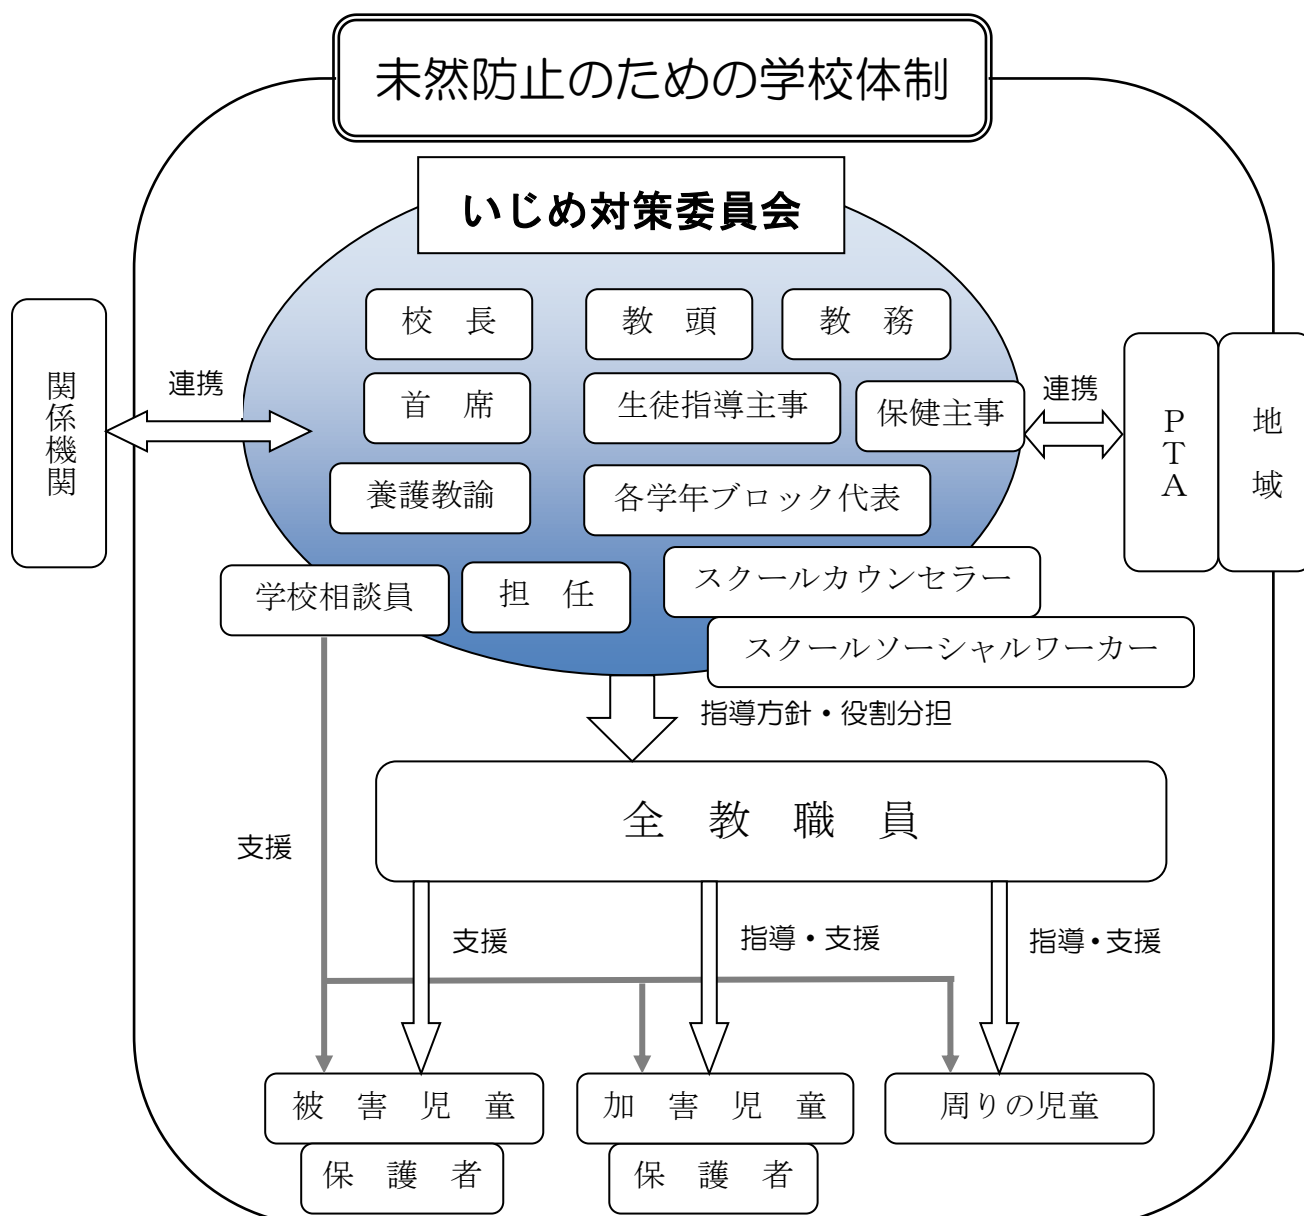 未然防止のための学校体制
いじめ対策委員会
校　長
教　頭
教　務
首　席
生徒指導主事
保健主事
養護教諭
各学年ブロック代表
学校相談員
担　任
スクールカウンセラー
スクールソーシャルワーカー
関係機関
連携
連携
PTA
地　域
指導方針・役割分担
全　教　職　員
支援
支援
指導・支援
指導・支援
被　害　児　童
加　害　児　童
周りの児童
保　護　者
保　護　者